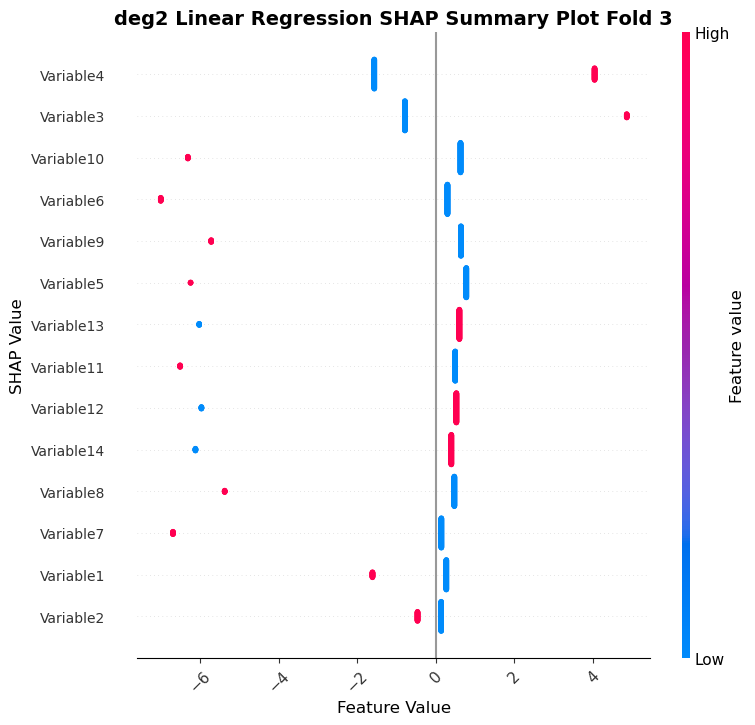 deg2 Linear Regression SHAP Summary Plot Fold 3
High
Variable4
Variable3
Variable10
Variable6
Variable9
Variable5
Variable13
Variable11
Variable12
Variable14
Variable8
Variable7
Variable1
Variable2
SHAP Value
Feature value
Low
−6 −4 −2 0 2 4
Feature Value